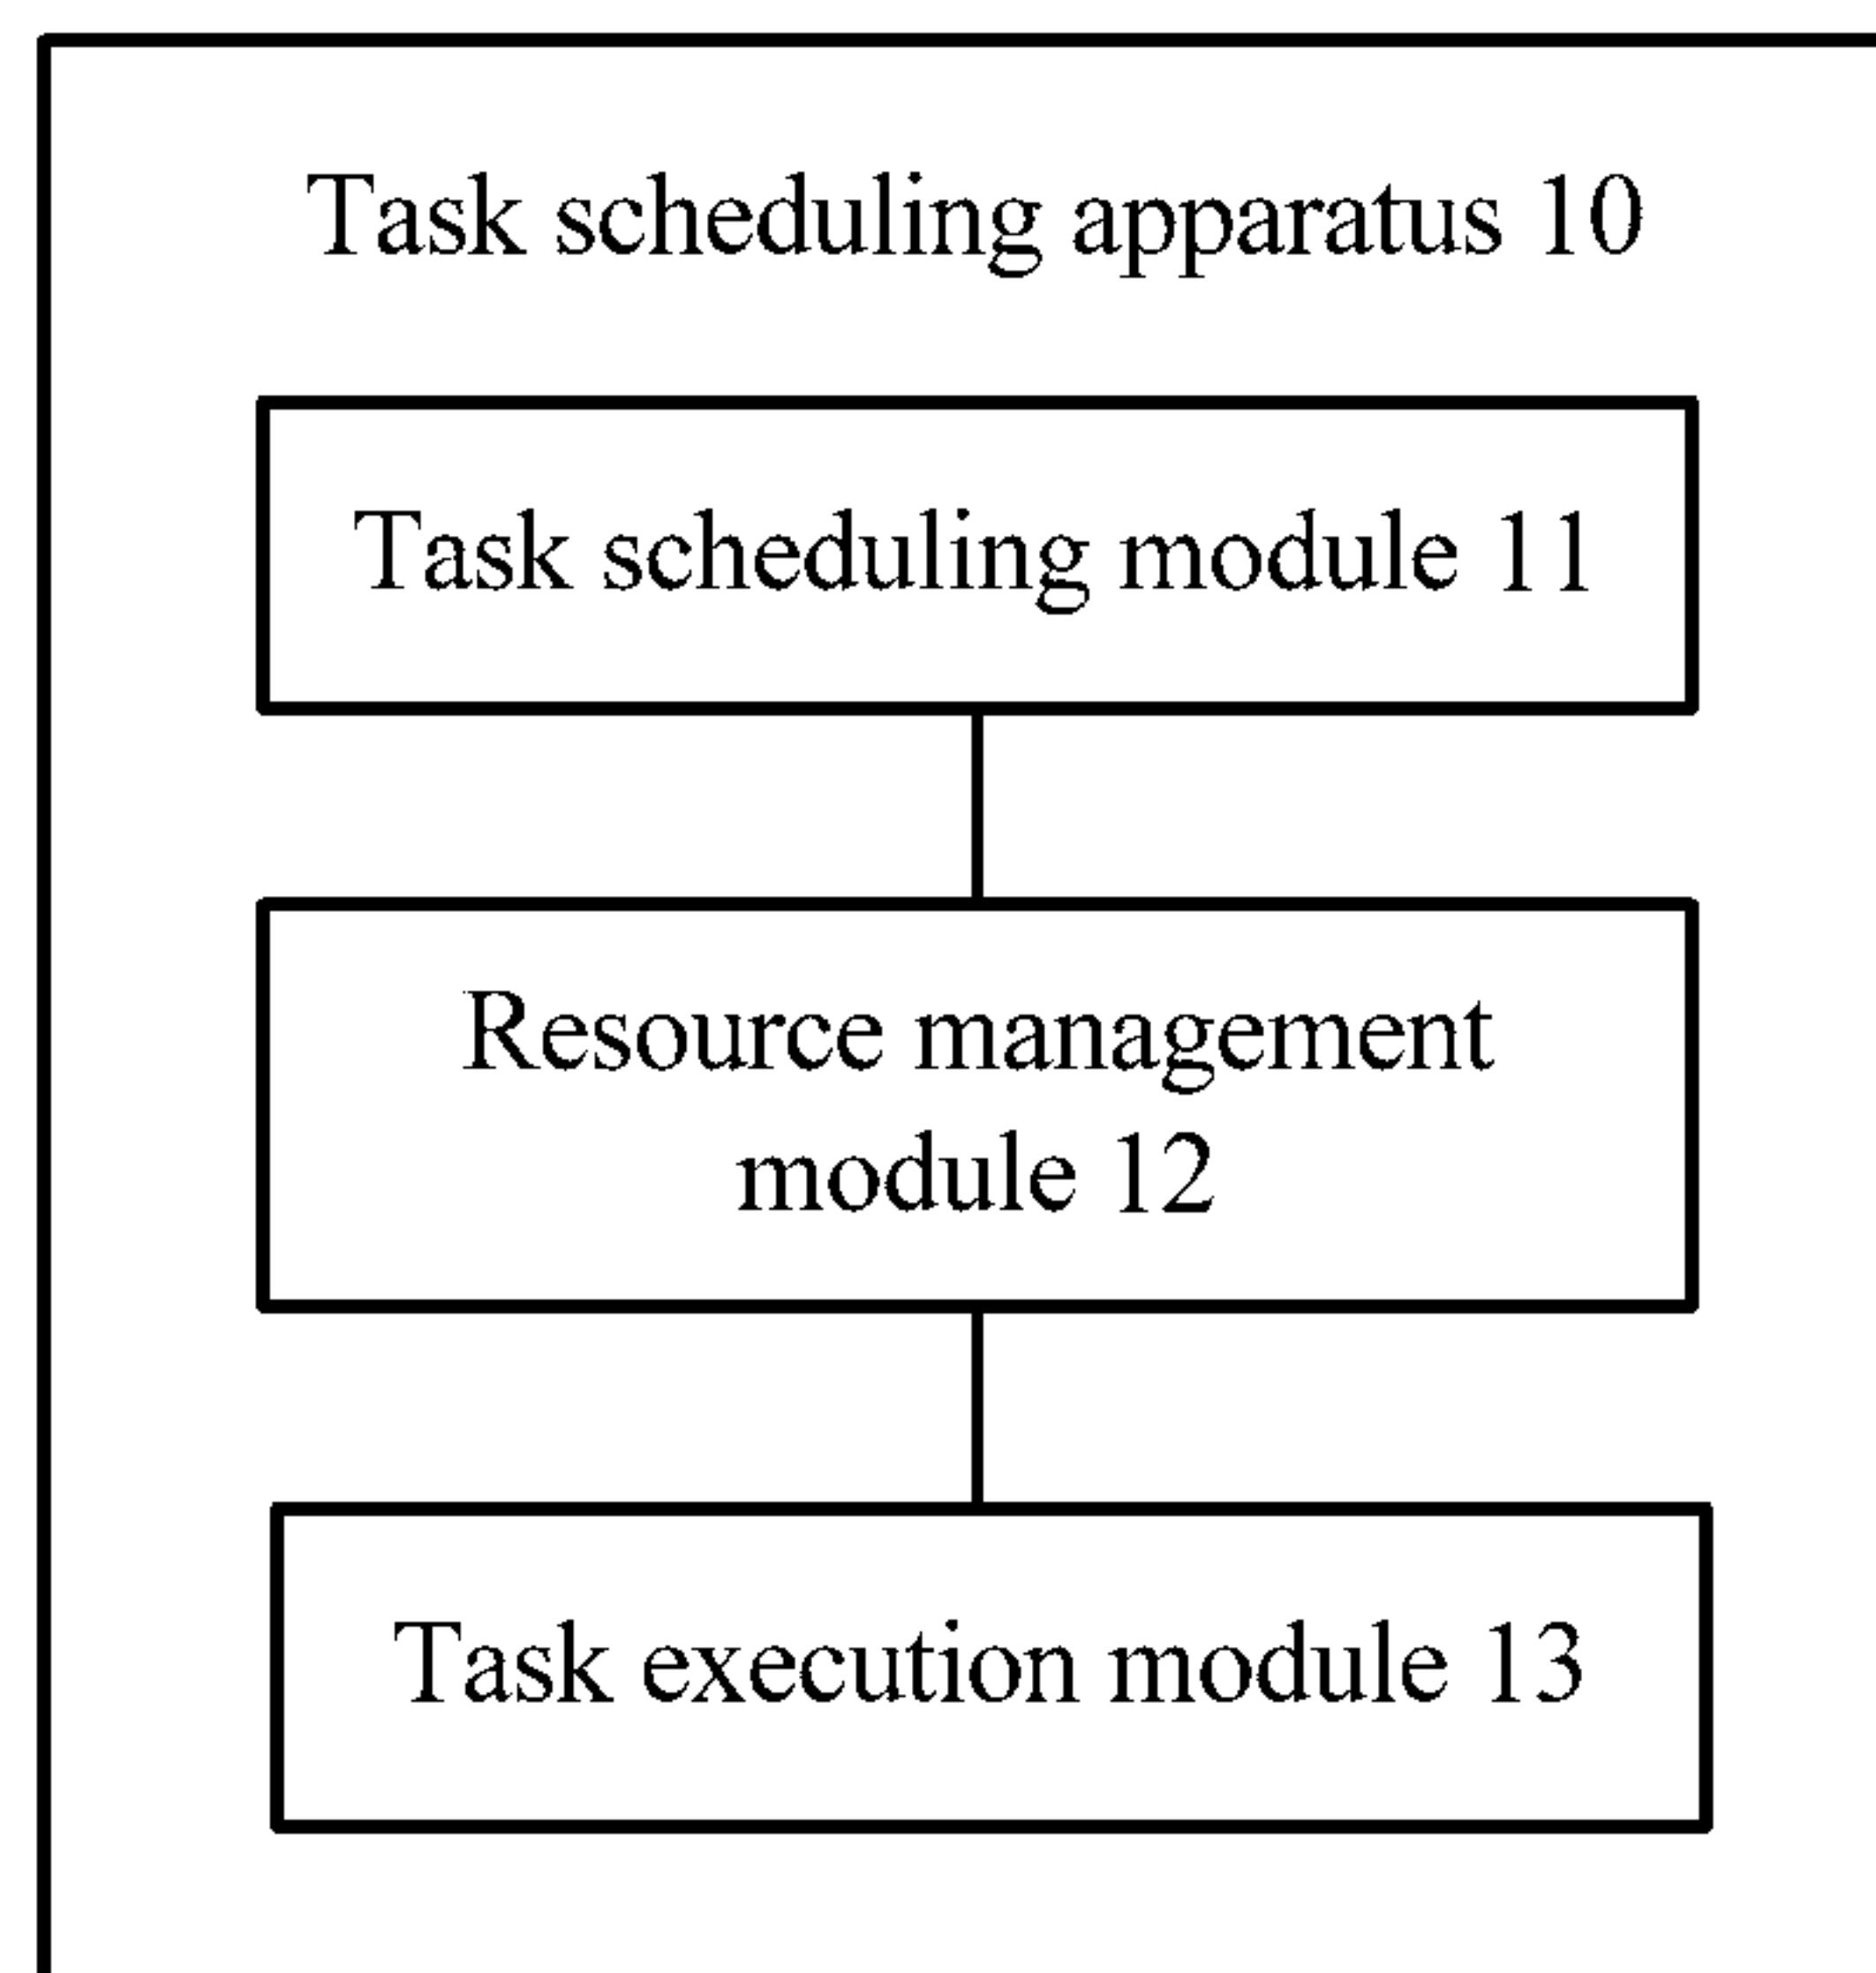 Task scheduling apparatus 10
Task scheduling module 11
Resource management
module 12
Task execution module 13